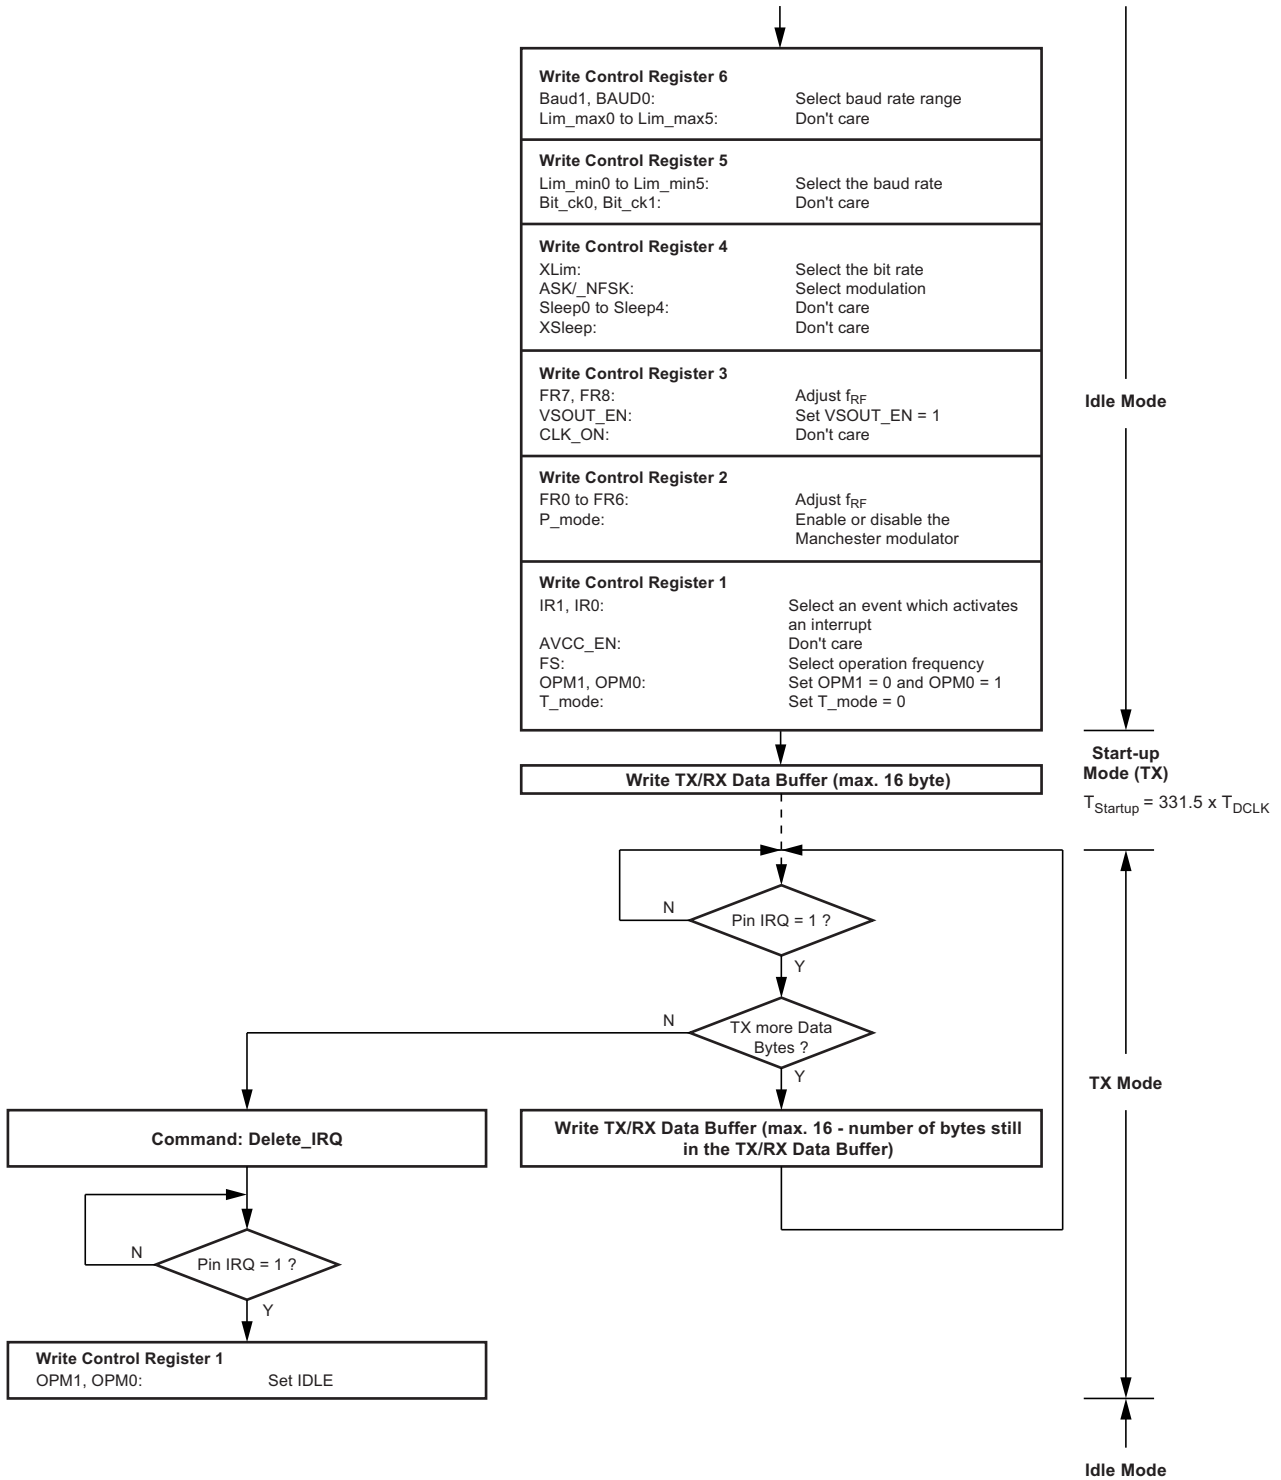 Write Control Register 6
Baud1, BAUD0: Select baud rate range
Lim_max0 to Lim_max5: Don't care
Write Control Register 5
Lim_min0 to Lim_min5: Select the baud rate
Bit_ck0, Bit_ck1: Don't care
Write Control Register 4
XLim: Select the bit rate
ASK/_NFSK: Select modulation
Sleep0 to Sleep4: Don't care
XSleep: Don't care
Write Control Register 3
FR7, FR8: Adjust fRF
VSOUT_EN: Set VSOUT_EN = 1
CLK_ON: Don't care
Idle Mode
Write Control Register 2
FR0 to FR6: Adjust fRF
P_mode: Enable or disable the
Manchester modulator
Write Control Register 1
IR1, IR0: Select an event which activates
an interrupt
AVCC_EN: Don't care
FS: Select operation frequency
OPM1, OPM0: Set OPM1 = 0 and OPM0 = 1
T_mode: Set T_mode = 0
Start-up
Mode (TX)
TStartup = 331.5 x TDCLK
Write TX/RX Data Buffer (max. 16 byte)
N
Pin IRQ = 1 ?
Y
N
TX more Data
Bytes ?
Y
TX Mode
Command: Delete_IRQ
Write TX/RX Data Buffer (max. 16 - number of bytes still
in the TX/RX Data Buffer)
N
Pin IRQ = 1 ?
Y
Write Control Register 1
OPM1, OPM0: Set IDLE
Idle Mode